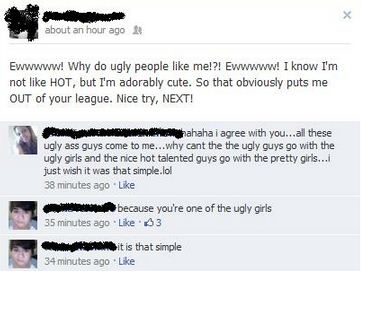 about an hour ago
Ewwwww! Why do ugly people like me!?! Ewwwww! I know I'm
not like HOT, but I'm adorably cute. So that obviously puts me
OUT of your league. Nice try, NEXT!
hahaha i agree with you...all these
ugly ass guys come to me...why cant the the ugly guys go with the
ugly girls and the nice hot talented guys go with the pretty girls...i
just wish it was that simple.lol
38 minutes ago · Like
because you're one of the ugly girls
35 minutes ago · Like · 3
it is that simple
34 minutes ago · Like